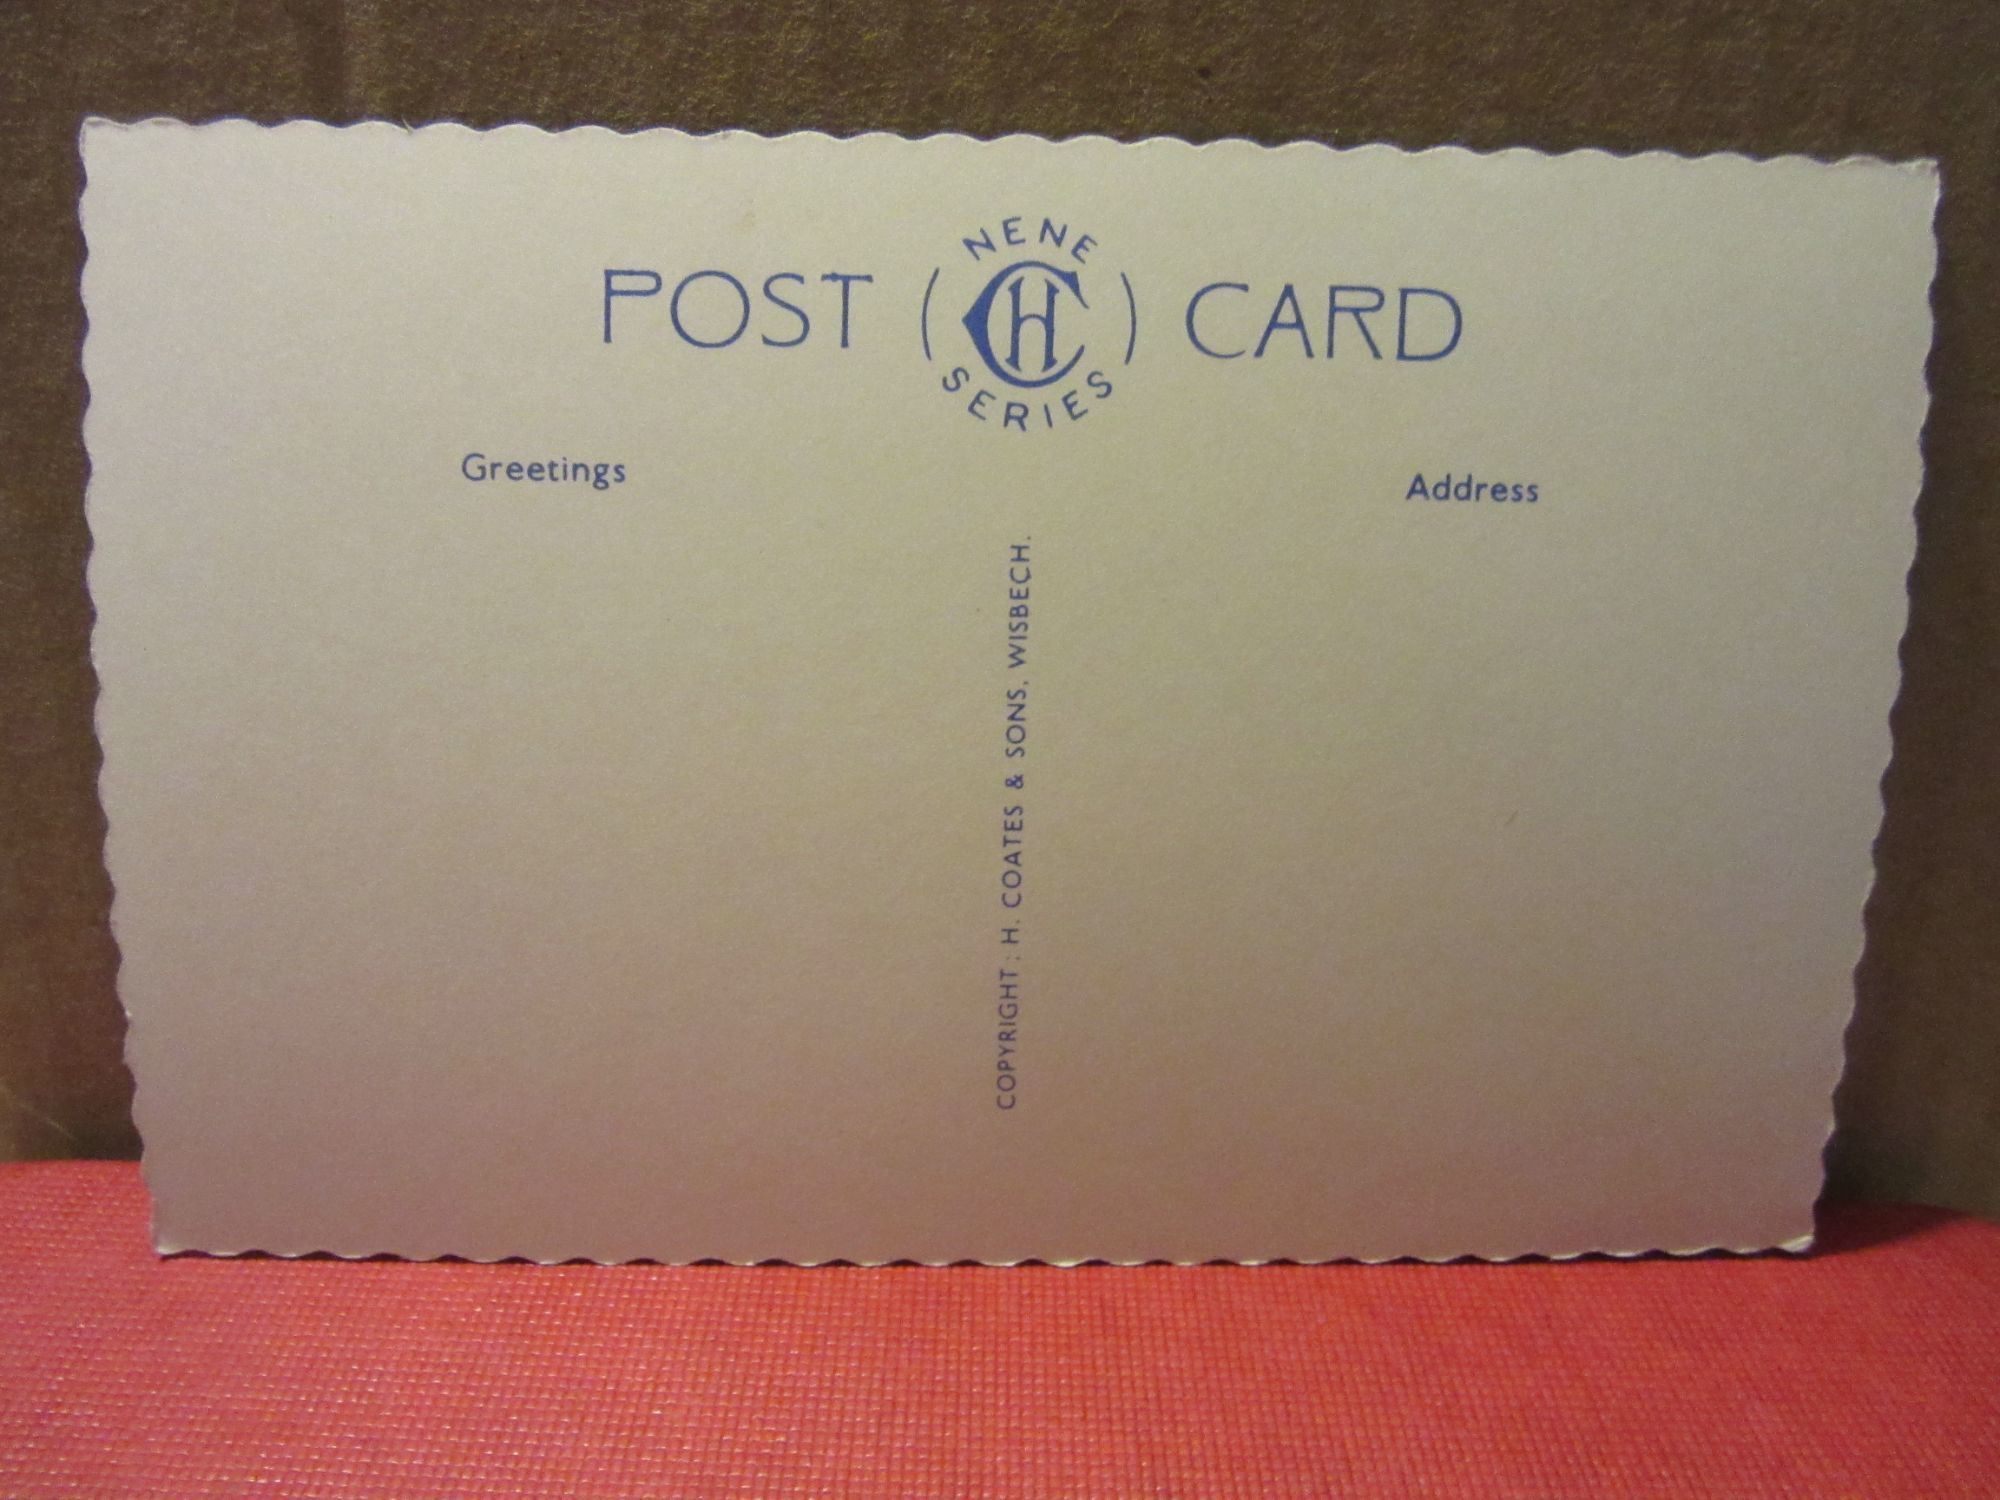 NENE
POST ( CH ) CARD
SERIES
Greetings
Address
COPYRIGHT: H. COATES & SONS, WISBECH.